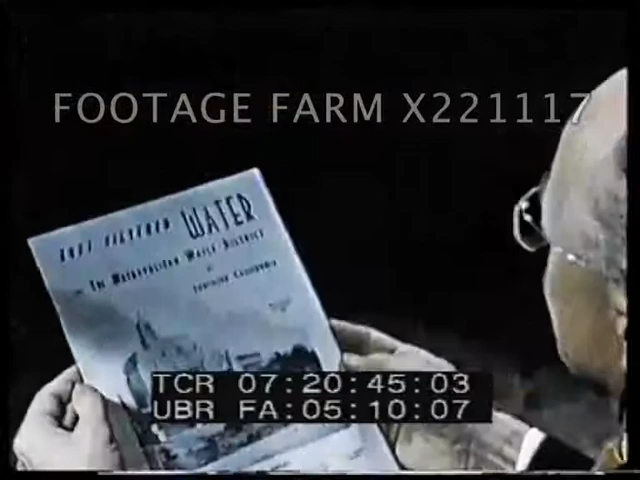 FOOTAGE FARM X221117
SOFT FILTERED WATER
THE METROPOLITAN WATER DISTRICT
OF
SOUTHERN CALIFORNIA
TCR 07:20:45:03
UBR FA:05:10:07